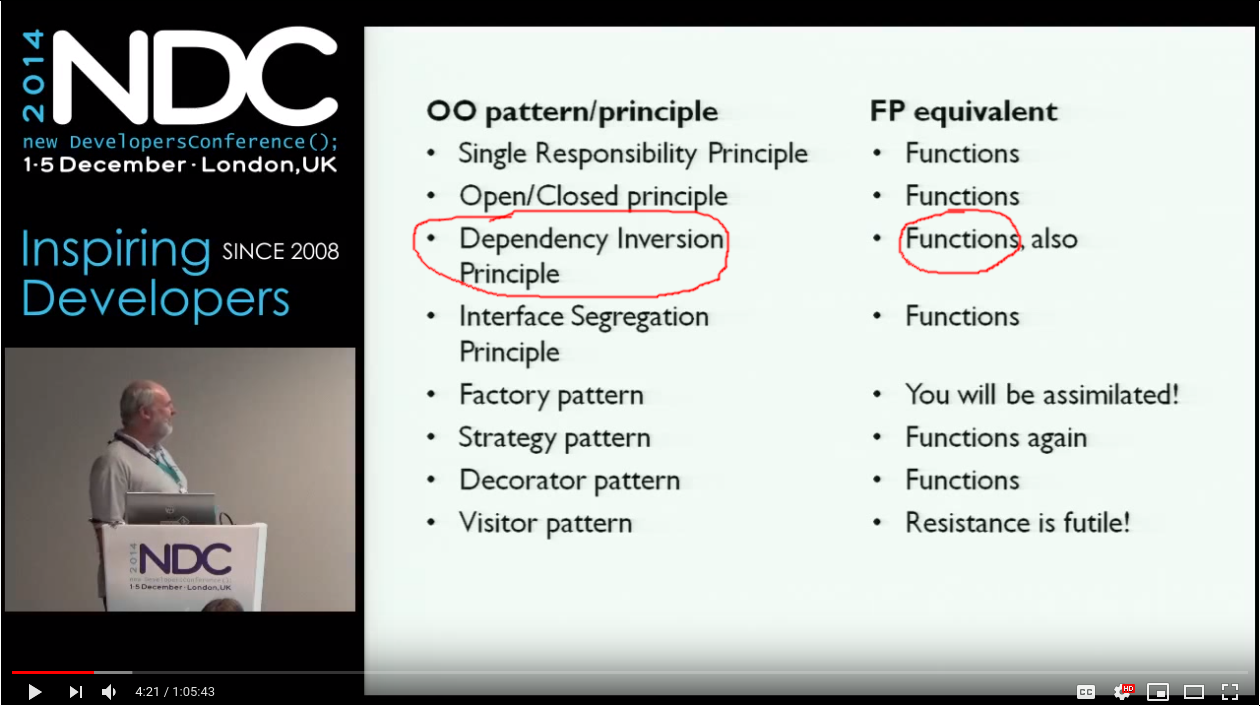 2014
NDC
new DevelopersConference();
1-5 December · London, UK
Inspiring SINCE 2008
Developers
2014
NDC
new DevelopersConference();
1-5 December · London, UK
OO pattern/principle
• Single Responsibility Principle
• Open/Closed principle
• Dependency Inversion
Principle
• Interface Segregation
Principle
• Factory pattern
• Strategy pattern
• Decorator pattern
• Visitor pattern
FP equivalent
• Functions
• Functions
• Functions, also
• Functions
• You will be assimilated!
• Functions again
• Functions
• Resistance is futile!
4:21 / 1:05:43
CC
HD